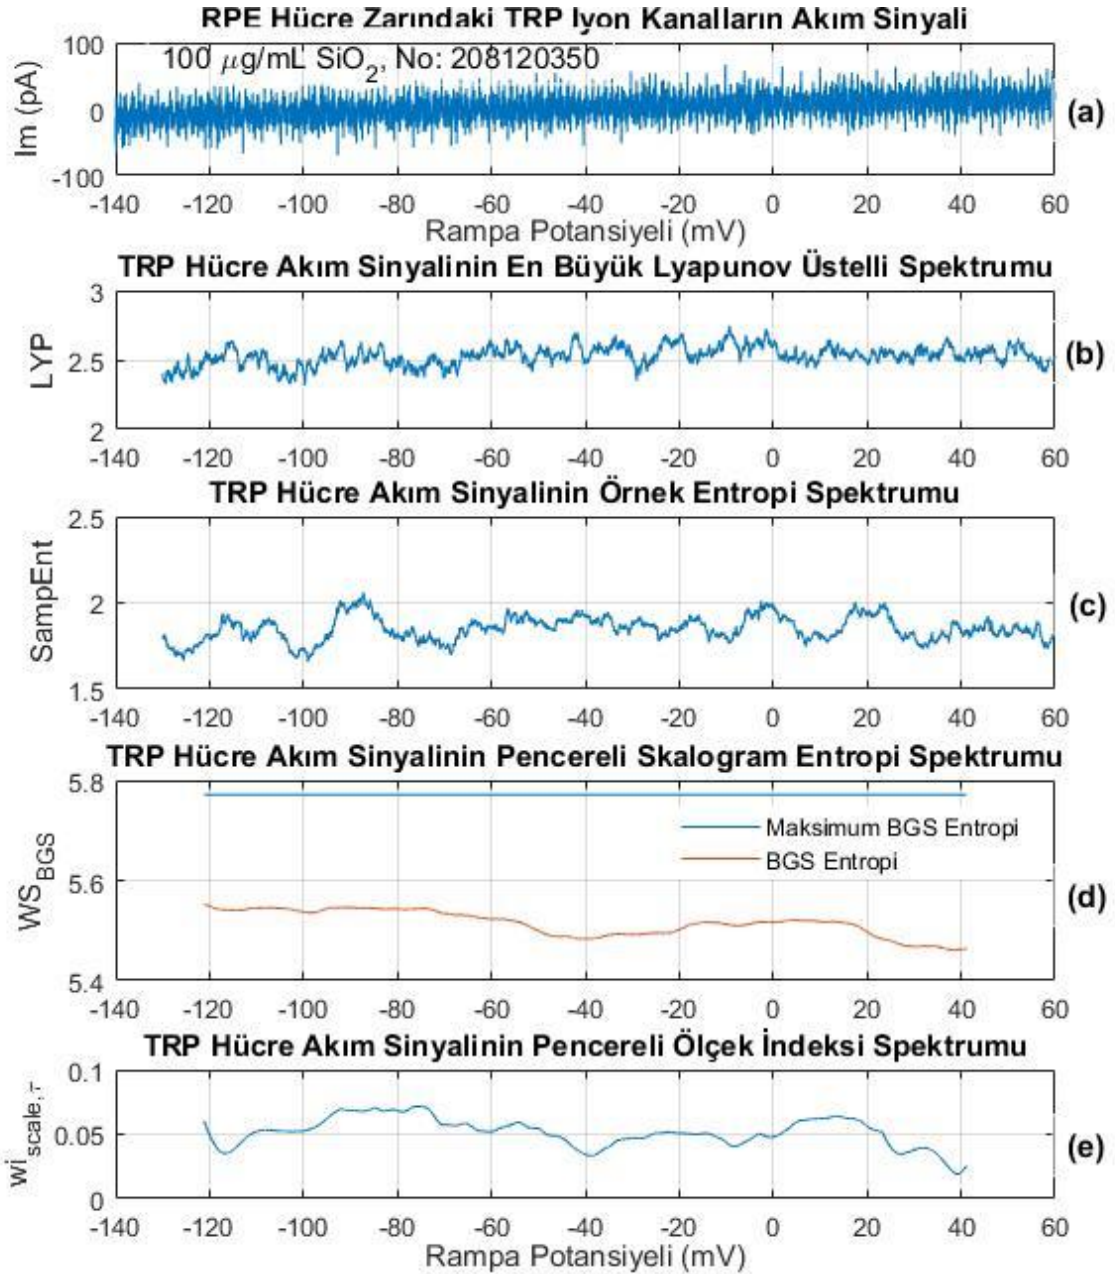 RPE Hücre Zarındaki TRP İyon Kanalların Akım Sinyali
100 μg/mL SiO2, No: 208120350
Im (pA)
100
0
-100
(a)
-140 -120 -100 -80 -60 -40 -20 0 20 40 60
Rampa Potansiyeli (mV)
TRP Hücre Akım Sinyalinin En Büyük Lyapunov Üstelli Spektrumu
LYP
3
2.5
2
(b)
-140 -120 -100 -80 -60 -40 -20 0 20 40 60
TRP Hücre Akım Sinyalinin Örnek Entropi Spektrumu
SampEnt
2.5
2
1.5
(c)
-140 -120 -100 -80 -60 -40 -20 0 20 40 60
TRP Hücre Akım Sinyalinin Pencereli Skalogram Entropi Spektrumu
WS_BGS
5.8
5.6
5.4
Maksimum BGS Entropi
BGS Entropi
(d)
-140 -120 -100 -80 -60 -40 -20 0 20 40 60
TRP Hücre Akım Sinyalinin Pencereli Ölçek İndeksi Spektrumu
wi_scale,τ
0.1
0.05
0
(e)
-140 -120 -100 -80 -60 -40 -20 0 20 40 60
Rampa Potansiyeli (mV)